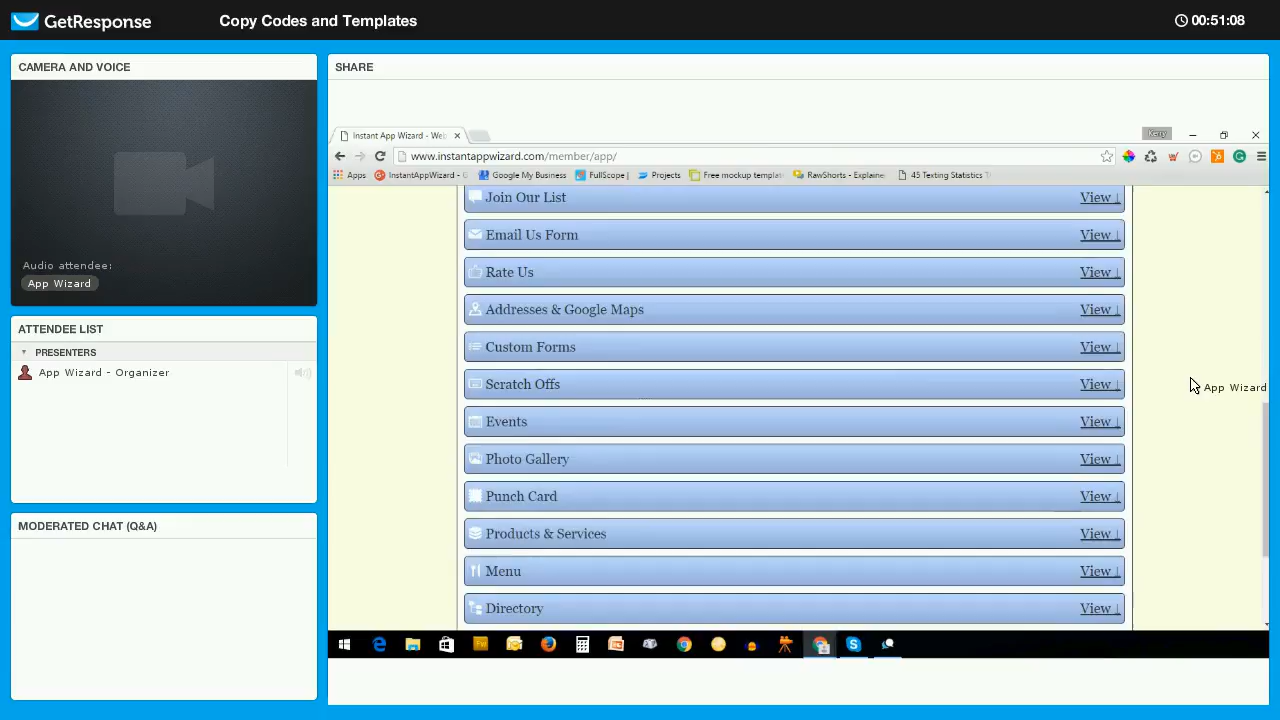 GetResponse
Copy Codes and Templates
00:51:08
CAMERA AND VOICE
Audio attendee:
App Wizard
ATTENDEE LIST
PRESENTERS
App Wizard - Organizer
MODERATED CHAT (Q&A)
SHARE
Instant App Wizard - Web
Kerry
www.instantappwizard.com/member/app/
Apps
InstantAppWizard - G
Google My Business
FullScope |
Projects
Free mockup templat
RawShorts - Explaine
45 Texting Statistics T
Join Our List View ↓
Email Us Form View ↓
Rate Us View ↓
Addresses & Google Maps View ↓
Custom Forms View ↓
Scratch Offs View ↓
Events View ↓
Photo Gallery View ↓
Punch Card View ↓
Products & Services View ↓
Menu View ↓
Directory View ↓
App Wizard